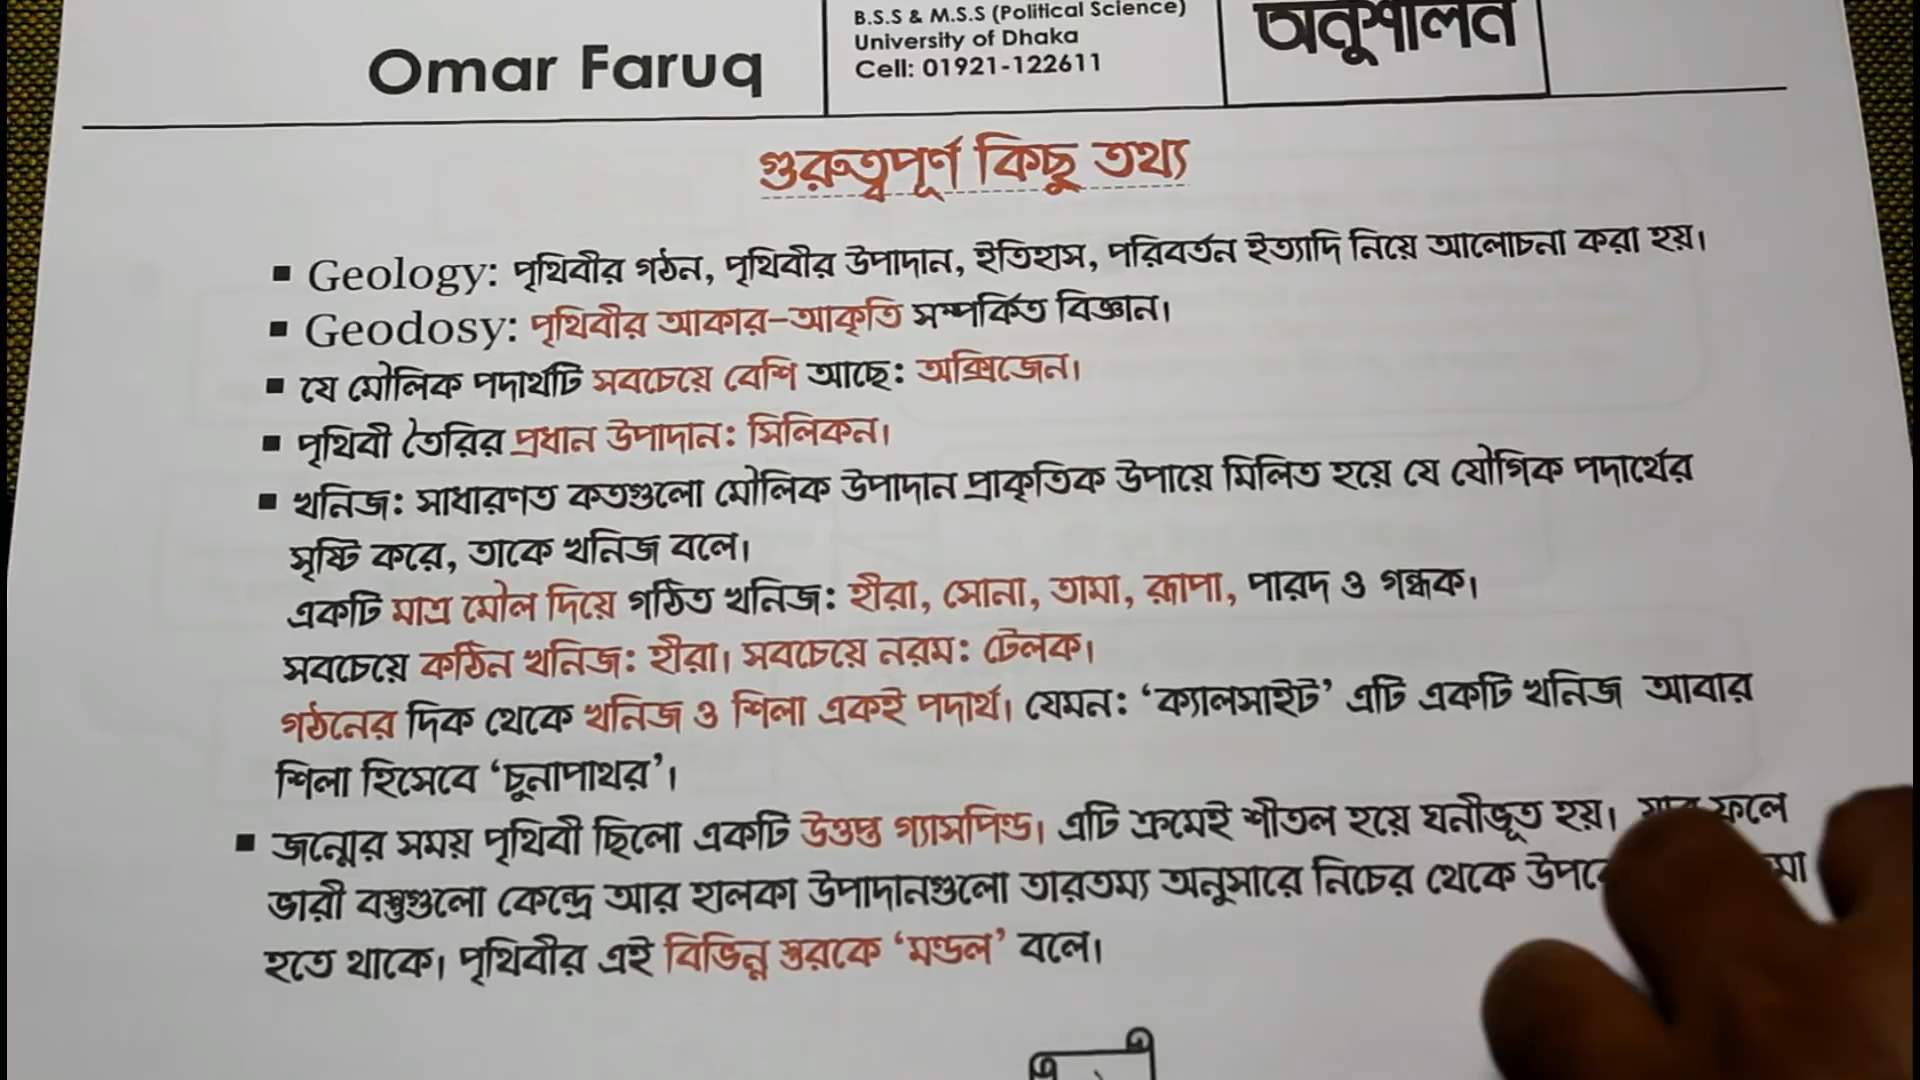 Omar Faruq
B.S.S & M.S.S (Political Science)
University of Dhaka
Cell: 01921-122611
অনুশীলন
গুরুত্বপূর্ণ কিছু তথ্য
▪ Geology: পৃথিবীর গঠন, পৃথিবীর উপাদান, ইতিহাস, পরিবর্তন ইত্যাদি নিয়ে আলোচনা করা হয়।
▪ Geodosy: পৃথিবীর আকার-আকৃতি সম্পর্কিত বিজ্ঞান।
▪ যে মৌলিক পদার্থটি সবচেয়ে বেশি আছে: অক্সিজেন।
▪ পৃথিবী তৈরির প্রধান উপাদান: সিলিকন।
▪ খনিজ: সাধারণত কতগুলো মৌলিক উপাদান প্রাকৃতিক উপায়ে মিলিত হয়ে যে যৌগিক পদার্থের
সৃষ্টি করে, তাকে খনিজ বলে।
একটি মাত্র মৌল দিয়ে গঠিত খনিজ: হীরা, সোনা, তামা, রূপা, পারদ ও গন্ধক।
সবচেয়ে কঠিন খনিজ: হীরা। সবচেয়ে নরম: টেলক।
গঠনের দিক থেকে খনিজ ও শিলা একই পদার্থ। যেমন: ‘ক্যালসাইট’ এটি একটি খনিজ আবার
শিলা হিসেবে ‘চুনাপাথর’।
▪ জন্মের সময় পৃথিবী ছিলো একটি উত্তপ্ত গ্যাসপিন্ড। এটি ক্রমেই শীতল হয়ে ঘনীভূত হয়। যার ফলে
ভারী বস্তুগুলো কেন্দ্রে আর হালকা উপাদানগুলো তারতম্য অনুসারে নিচের থেকে
হতে থাকে। পৃথিবীর এই বিভিন্ন স্তরকে ‘মন্ডল’ বলে।